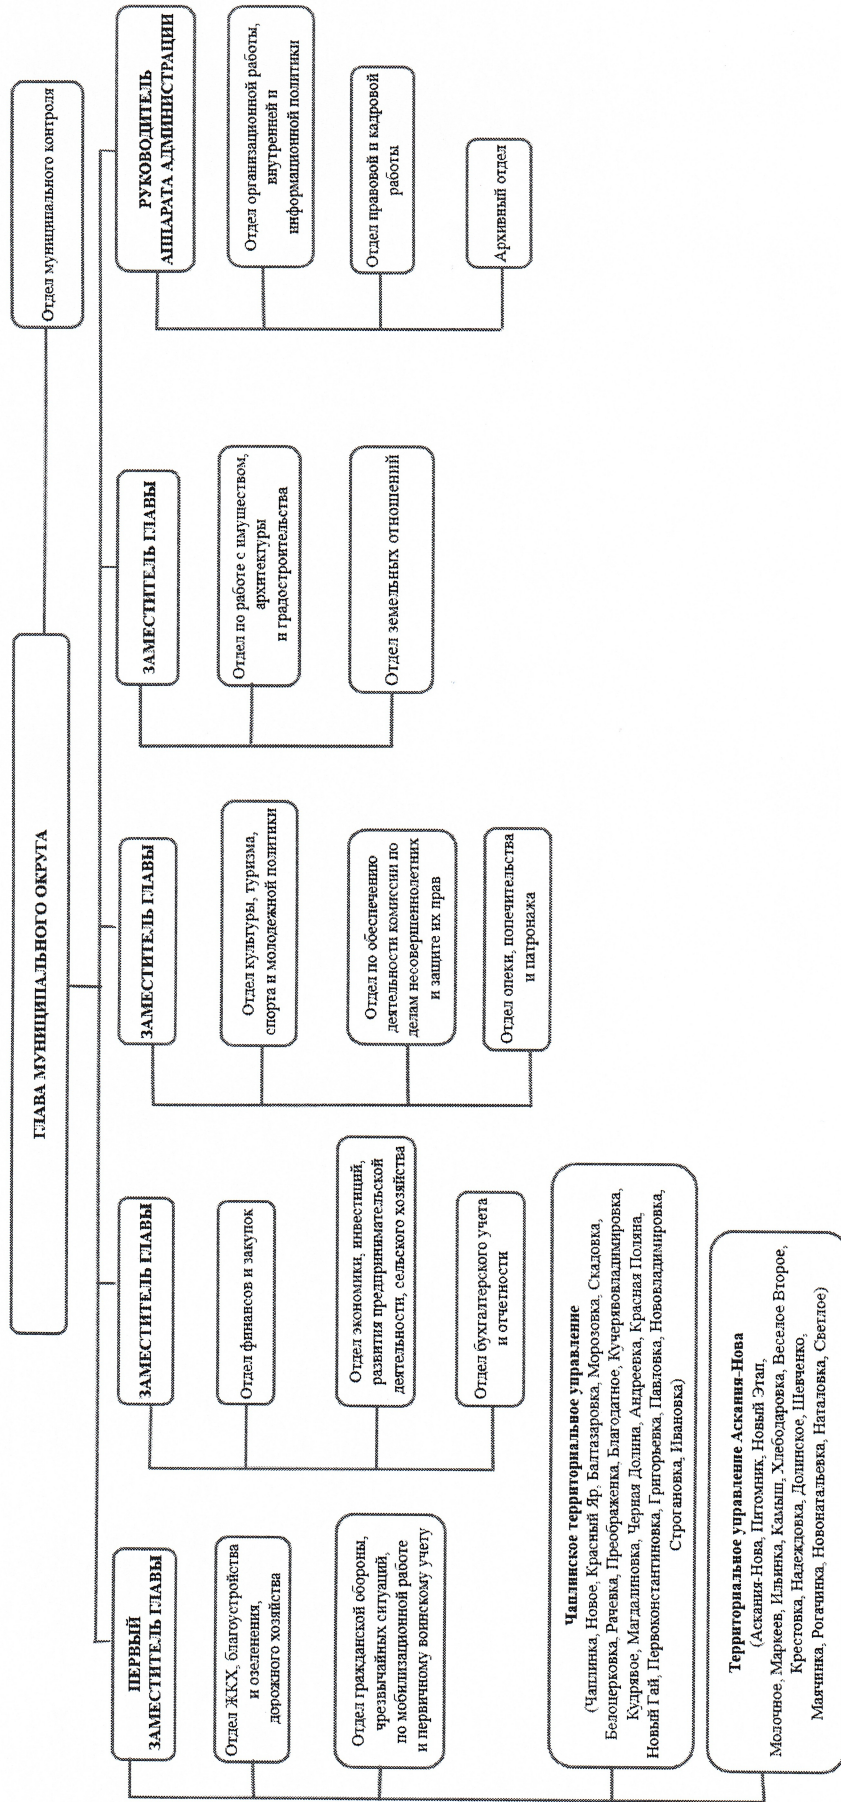 ГЛАВА МУНИЦИПАЛЬНОГО ОКРУГА
Отдел муниципального контроля
ПЕРВЫЙ
ЗАМЕСТИТЕЛЬ ГЛАВЫ
Отдел ЖКХ, благоустройства
и озеленения,
дорожного хозяйства
Отдел гражданской обороны,
чрезвычайных ситуаций,
по мобилизационной работе
и первичному воинскому учету
Чаплинское территориальное управление
(Чаплинка, Новое, Красный Яр, Балтазаровка, Морозовка, Скадовка,
Белоцерковка, Рачевка, Преображенка, Благодатное, Кучерявовладимировка,
Кудрявое, Магдалиновка, Черная Долина, Андреевка, Красная Поляна,
Новый Гай, Первоконстантиновка, Григорьевка, Павловка, Нововладимировка,
Строгановка, Ивановка)
Территориальное управление Аскания-Нова
(Аскания-Нова, Питомник, Новый Этап,
Молочное, Маркеев, Ильинка, Камыш, Хлебодаровка, Веселое Второе,
Крестовка, Надеждовка, Долинское, Шевченко,
Маячинка, Рогачинка, Новонатальевка, Наталовка, Светлое)
ЗАМЕСТИТЕЛЬ ГЛАВЫ
Отдел финансов и закупок
Отдел экономики, инвестиций,
развития предпринимательской
деятельности, сельского хозяйства
Отдел бухгалтерского учета
и отчетности
ЗАМЕСТИТЕЛЬ ГЛАВЫ
Отдел культуры, туризма,
спорта и молодежной политики
Отдел по обеспечению
деятельности комиссии по
делам несовершеннолетних
и защите их прав
Отдел опеки, попечительства
и патронажа
ЗАМЕСТИТЕЛЬ ГЛАВЫ
Отдел по работе с имуществом,
архитектуры
и градостроительства
Отдел земельных отношений
РУКОВОДИТЕЛЬ
АППАРАТА АДМИНИСТРАЦИИ
Отдел организационной работы,
внутренней и
информационной политики
Отдел правовой и кадровой
работы
Архивный отдел